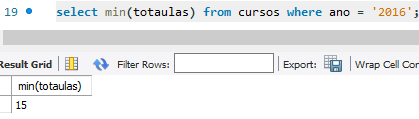 19 select min(totaulas) from cursos where ano = '2016';
Result Grid Filter Rows: Export: Wrap Cell Con
min(totaulas)
15